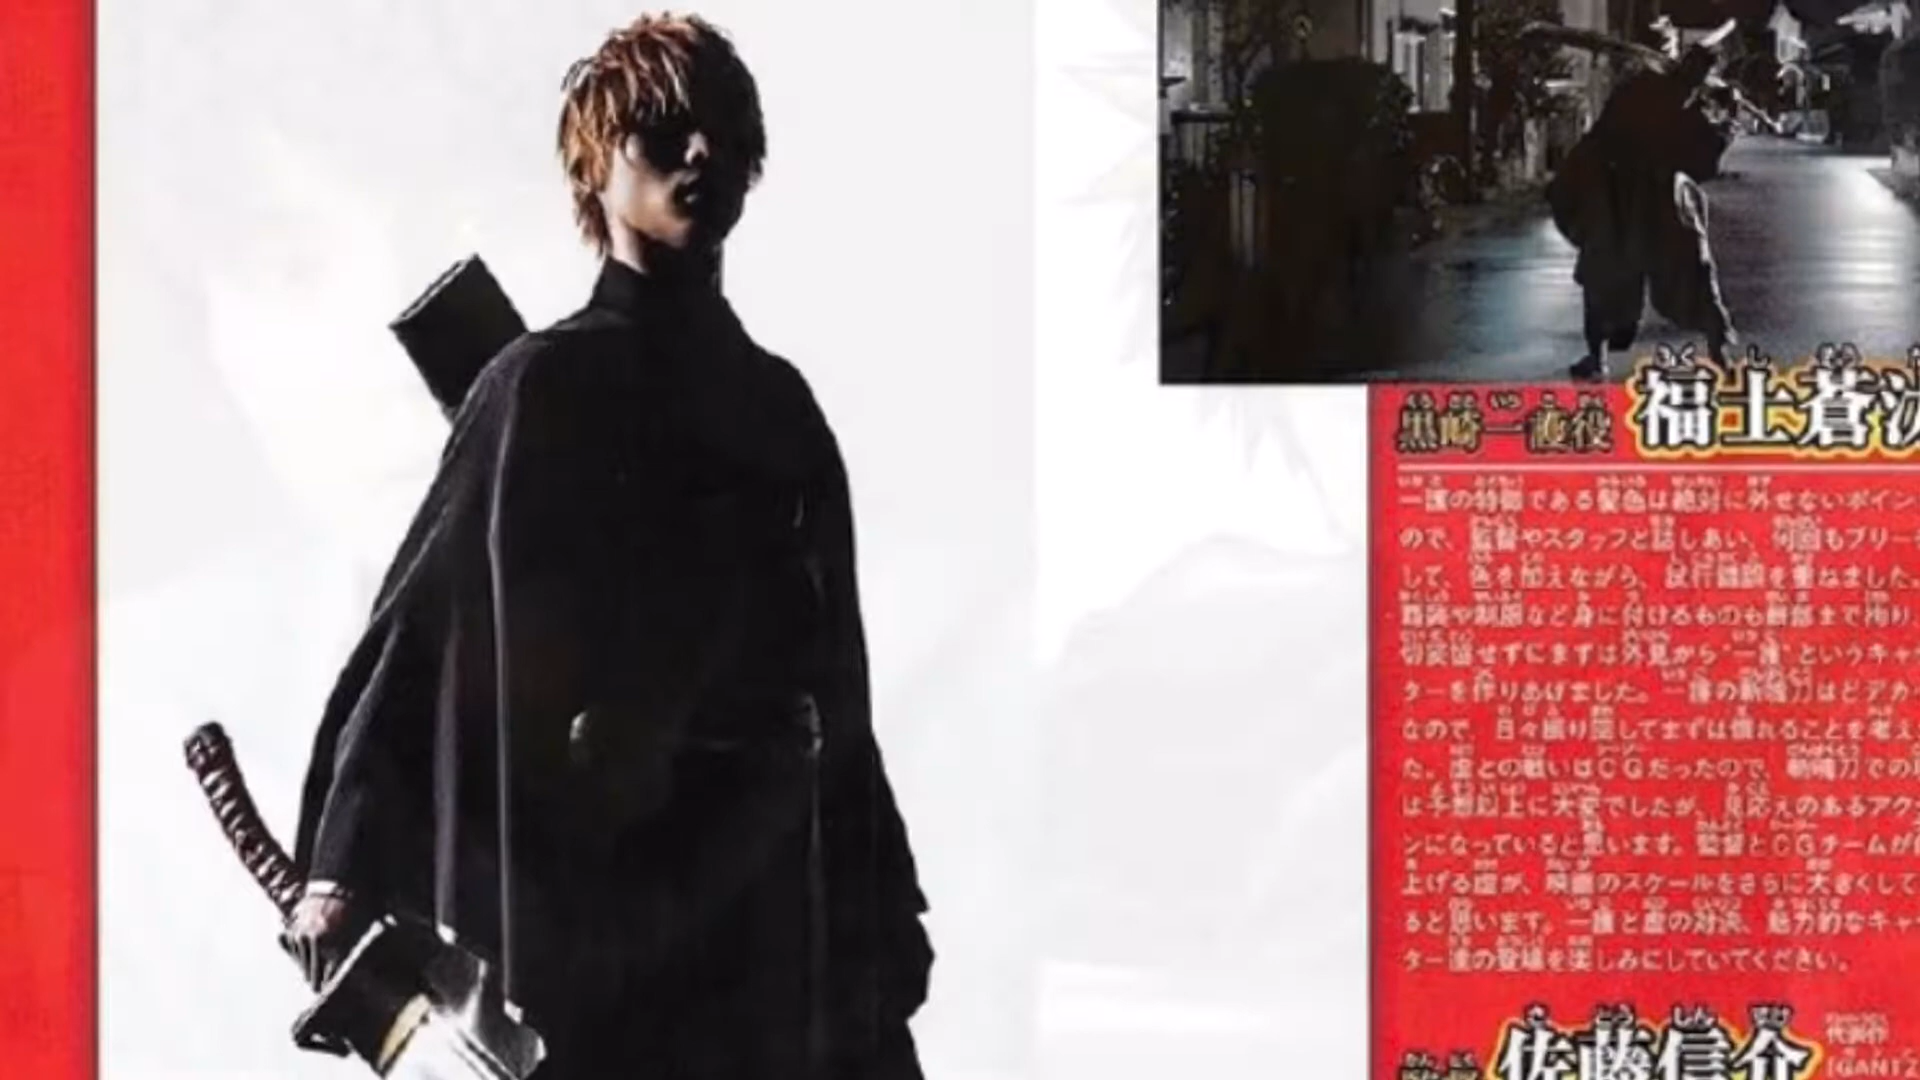 黒崎一護役 福士蒼汰
一護の特徴である髪色は絶対に外せないポイン
ので、監督やスタッフと話しあい、何回もブリー
して、色を加えながら、試行錯誤を重ねました。
や制服など身に付けるものも細部まで拘り、
切妥協せずにまずは外見から"一護"というキャ
ターを作りあげました。一護の斬魄刀はどデカ
なので、日々振り回してまずは慣れることを考え
た。虚との戦いはCGだったので、斬魄刀での
は予想以上に大変でしたが、見応えのあるアク
ンになっていると思います。監督とCGチームが
上げる虚が、映画のスケールをさらに大きくして
ると思います。一護と虚の対決、魅力的なキャ
ター達の登場を楽しみにしていてください。
さとうしんすけ
佐藤信介
代表作
「GANTZ